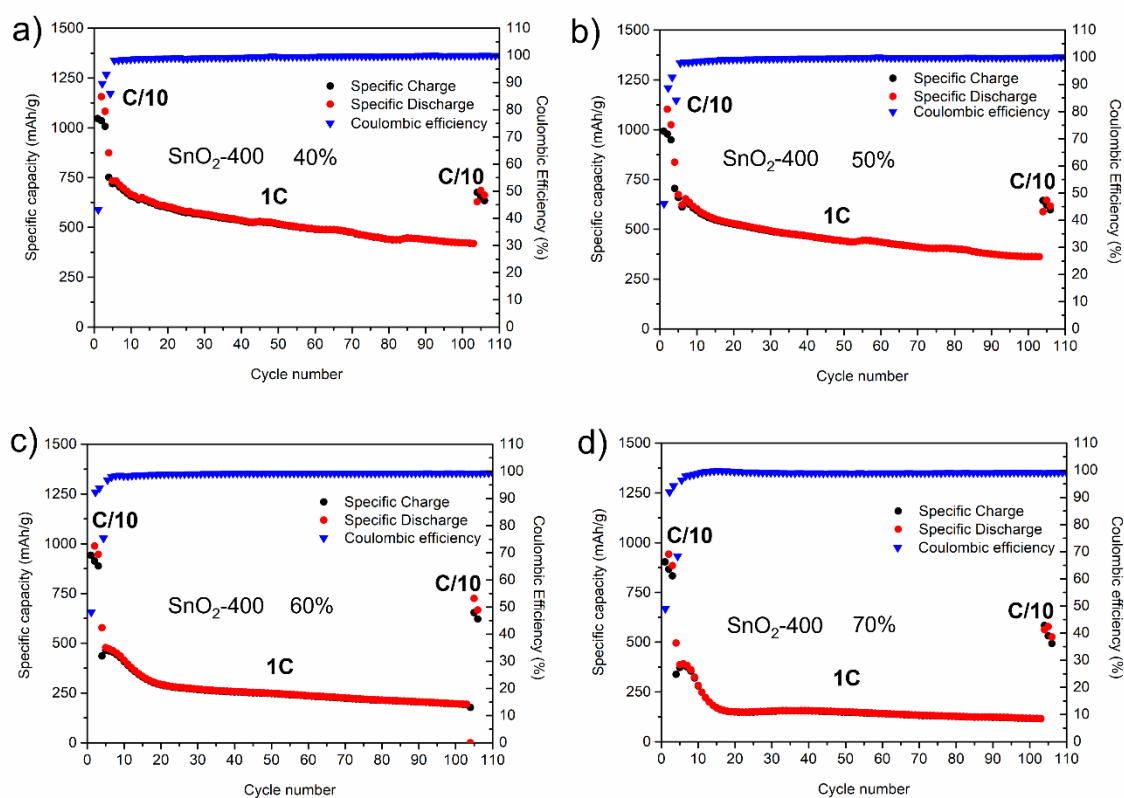 a)
1500
1250
1000
750
500
250
0
Specific capacity (mAh/g)
0 10 20 30 40 50 60 70 80 90 100 110
Cycle number
110
100
90
80
70
60
50
40
30
20
10
0
Coulombic Efficiency (%)
Specific Charge
Specific Discharge
Coulombic efficiency
C/10
SnO₂-400 40%
1C
C/10
b)
1500
1250
1000
750
500
250
0
Specific capacity (mAh/g)
0 10 20 30 40 50 60 70 80 90 100 110
Cycle number
110
100
90
80
70
60
50
40
30
20
10
0
Coulombic Efficiency (%)
Specific Charge
Specific Discharge
Coulombic efficiency
C/10
SnO₂-400 50%
1C
C/10
c)
1500
1250
1000
750
500
250
0
Specific capacity (mAh/g)
0 10 20 30 40 50 60 70 80 90 100 110
Cycle number
110
100
90
80
70
60
50
40
30
20
10
0
Coulombic Efficiency (%)
Specific Charge
Specific Discharge
Coulombic efficiency
C/10
SnO₂-400 60%
1C
C/10
d)
1500
1250
1000
750
500
250
0
Specific capacity (mAh/g)
0 10 20 30 40 50 60 70 80 90 100 110
Cycle number
110
100
90
80
70
60
50
40
30
20
10
0
Coulombic Efficiency (%)
Specific Charge
Specific Discharge
Coulombic efficiency
C/10
SnO₂-400 70%
1C
C/10